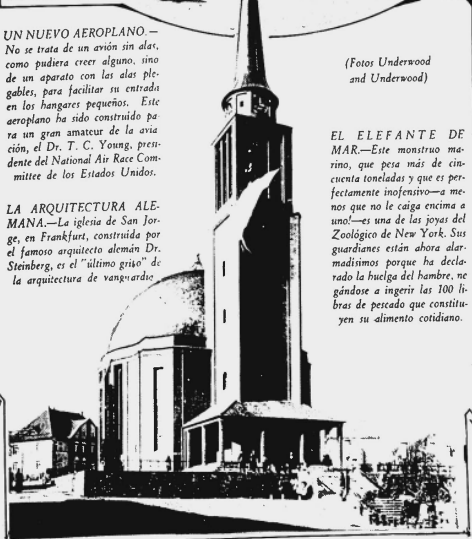 UN NUEVO AEROPLANO.—
No se trata de un avión sin alas,
como pudiera creer alguno, sino
de un aparato con las alas ple-
gables, para facilitar su entrada
en los hangares pequeños. Este
aeroplano ha sido construido pa-
ra un gran amateur de la avia
ción, el Dr. T. C. Young, presi-
dente del National Air Race Com-
mittee de los Estados Unidos.
LA ARQUITECTURA ALE-
MANA.—La iglesia de San Jor-
ge, en Frankfurt, construida por
el famoso arquitecto alemán Dr.
Steinberg, es el "último grito" de
la arquitectura de vanguardia
(Fotos Underwood
and Underwood)
EL ELEFANTE DE
MAR.—Este monstruo ma-
rino, que pesa más de cin-
cuenta toneladas y que es per-
fectamente inofensivo—a me-
nos que no le caiga encima a
uno!—es una de las joyas del
Zoológico de New York. Sus
guardianes están ahora alar-
madísimos porque ha decla-
rado la huelga del hambre, ne
gándose a ingerir las 100 li-
bras de pescado que constitu-
yen su alimento cotidiano.